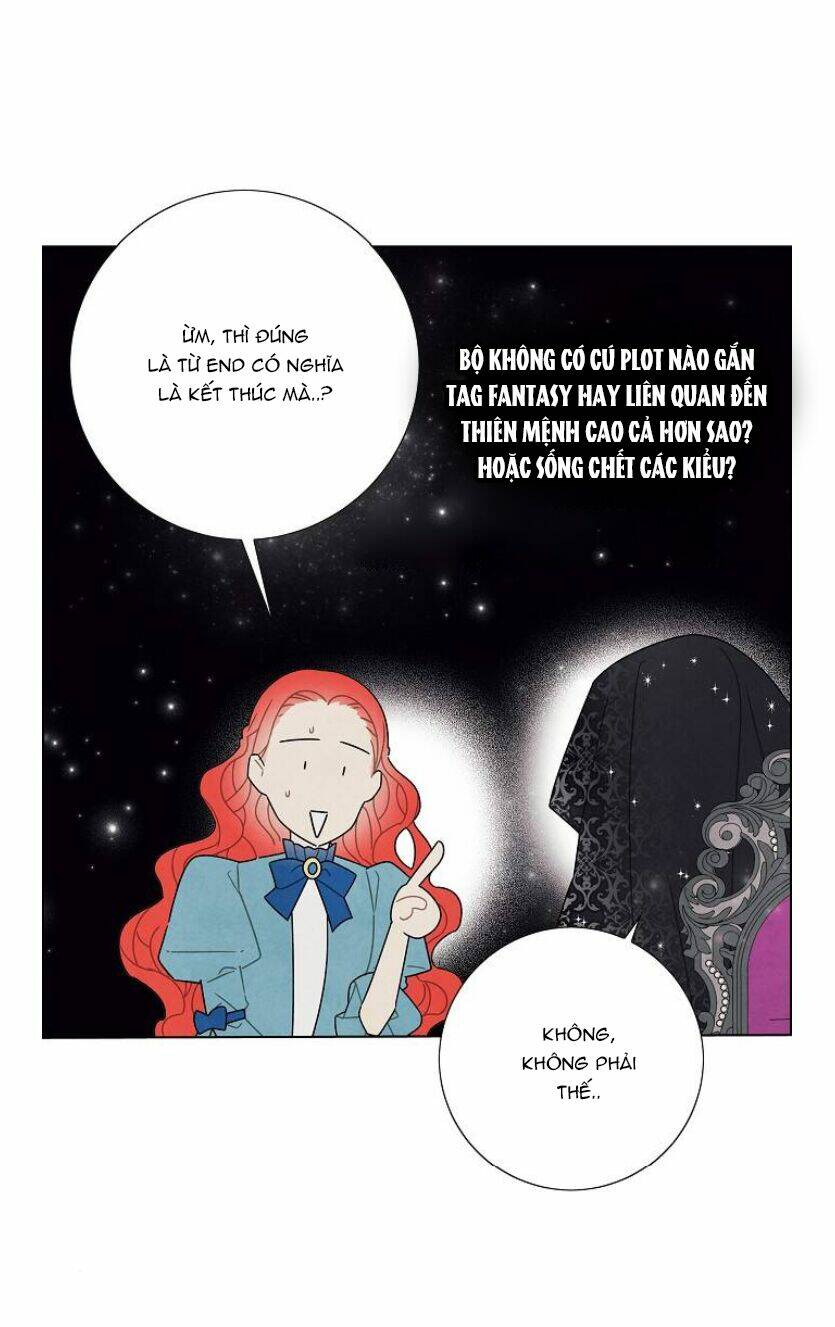 ỪM, THÌ ĐÚNG
LÀ TỪ END CÓ NGHĨA
LÀ KẾT THÚC MÀ..?
BỘ KHÔNG CÓ CÚ PLOT NÀO GẮN
TAG FANTASY HAY LIÊN QUAN ĐẾN
THIÊN MỆNH CAO CẢ HƠN SAO?
HOẶC SỐNG CHẾT CÁC KIỂU?
KHÔNG,
KHÔNG PHẢI
THẾ..